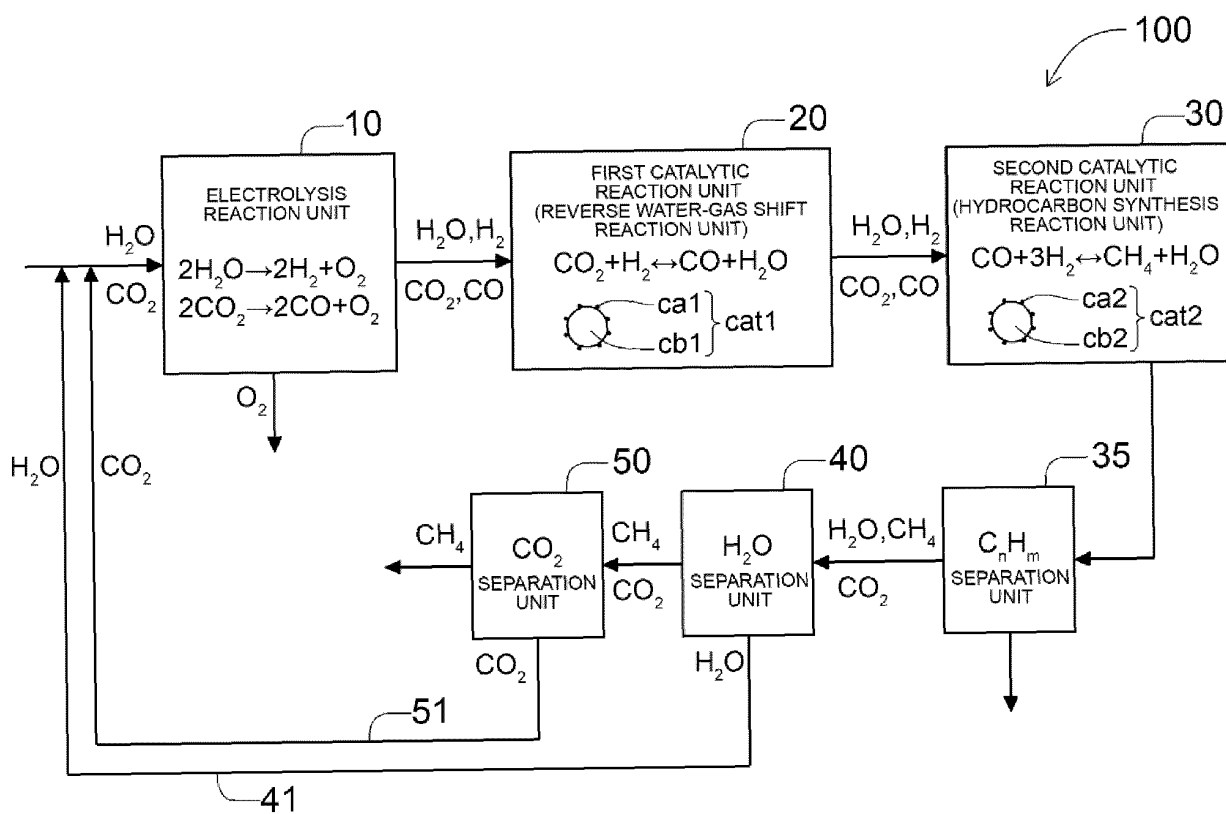 100
10
20
30
ELECTROLYSIS
REACTION UNIT
2H₂O→2H₂+O₂
2CO₂→2CO+O₂
FIRST CATALYTIC
REACTION UNIT
(REVERSE WATER-GAS SHIFT
REACTION UNIT)
CO₂+H₂↔CO+H₂O
ca1
cb1
cat1
SECOND CATALYTIC
REACTION UNIT
(HYDROCARBON SYNTHESIS
REACTION UNIT)
CO+3H₂↔CH₄+H₂O
ca2
cb2
cat2
H₂O
CO₂
H₂O,H₂
CO₂,CO
H₂O,H₂
CO₂,CO
O₂
H₂O
CO₂
50
40
35
CH₄
CO₂
SEPARATION
UNIT
CH₄
CO₂
H₂O
SEPARATION
UNIT
H₂O,CH₄
CO₂
CₙHₘ
SEPARATION
UNIT
CO₂
H₂O
51
41